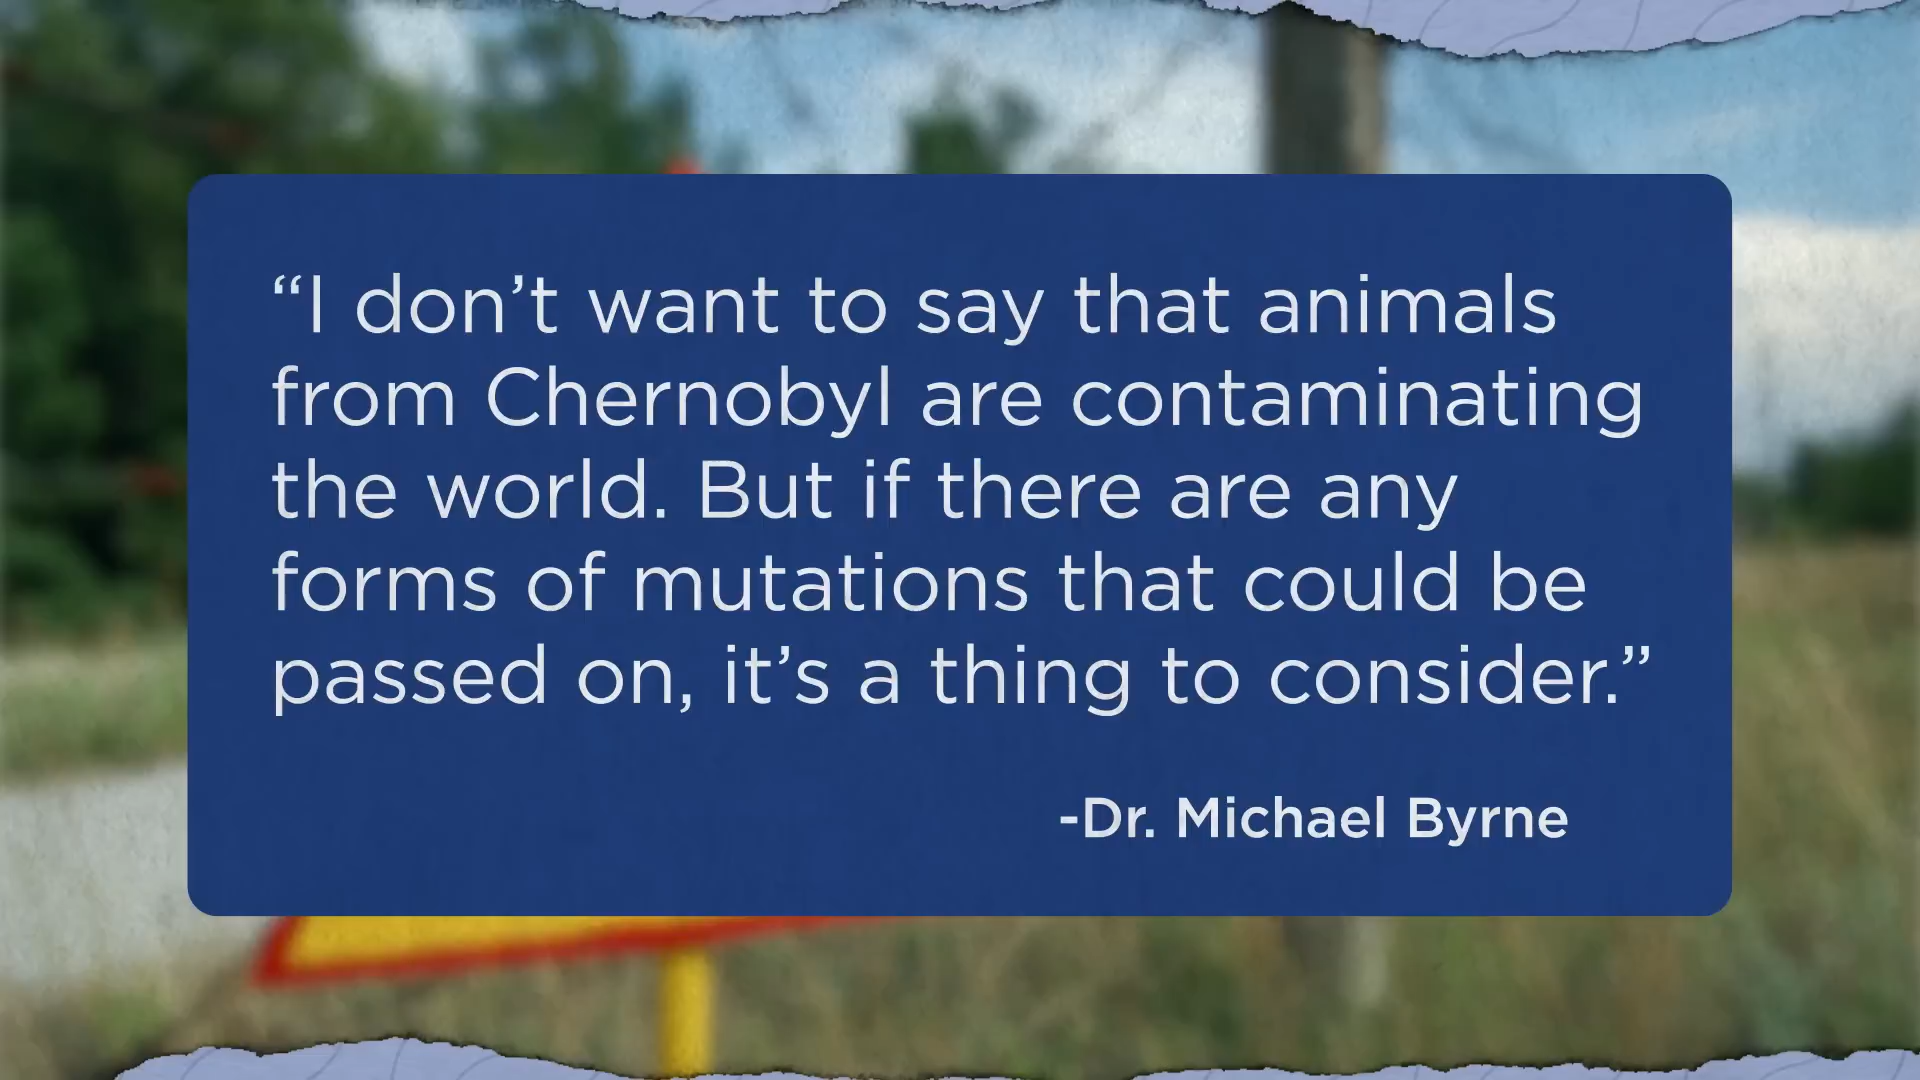 “I don’t want to say that animals
from Chernobyl are contaminating
the world. But if there are any
forms of mutations that could be
passed on, it’s a thing to consider.”
-Dr. Michael Byrne